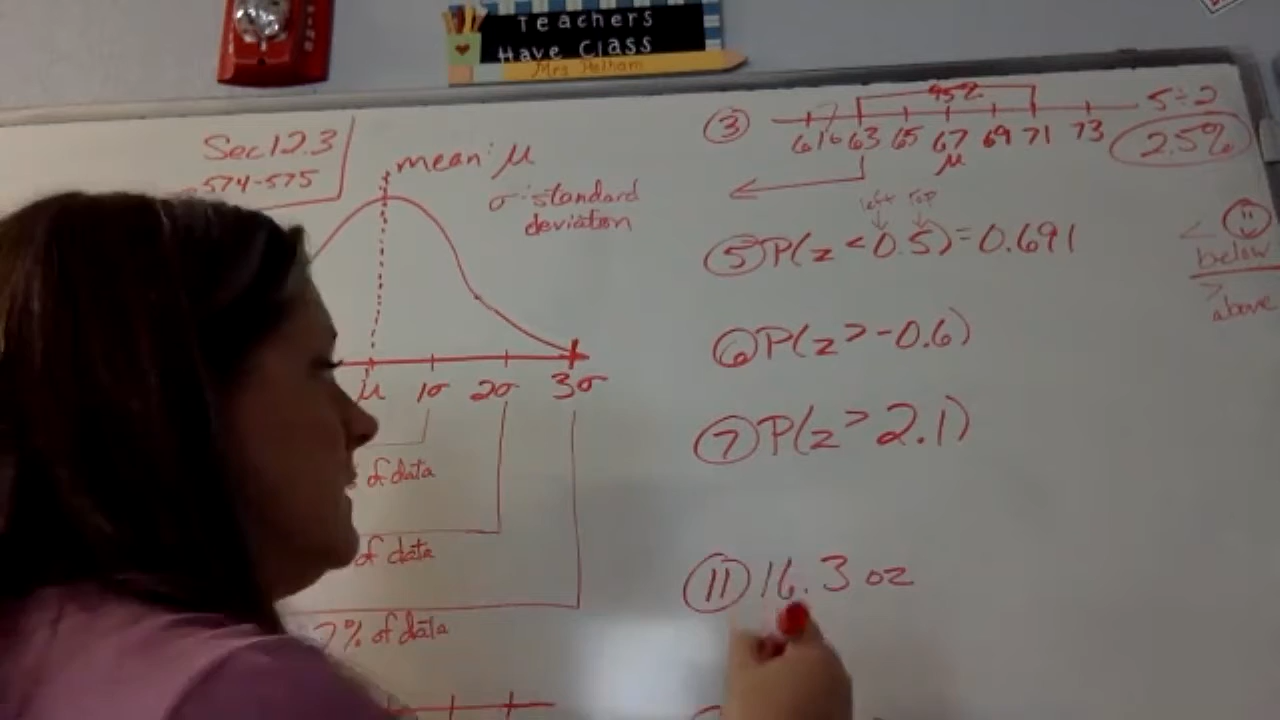 Teachers
Have Class
Mrs Helham
Sec 12.3
574-575
mean: μ
σ: standard
deviation
μ 1σ 2σ 3σ
of data
of data
7% of data
③ 95% 5÷2
61 63 65 67 69 71 73 2.5%
μ
left top
⑤ P(z < 0.5) = 0.691
<
below
>
above
⑥ P(z > -0.6)
⑦ P(z > 2.1)
⑪ 16.3 oz